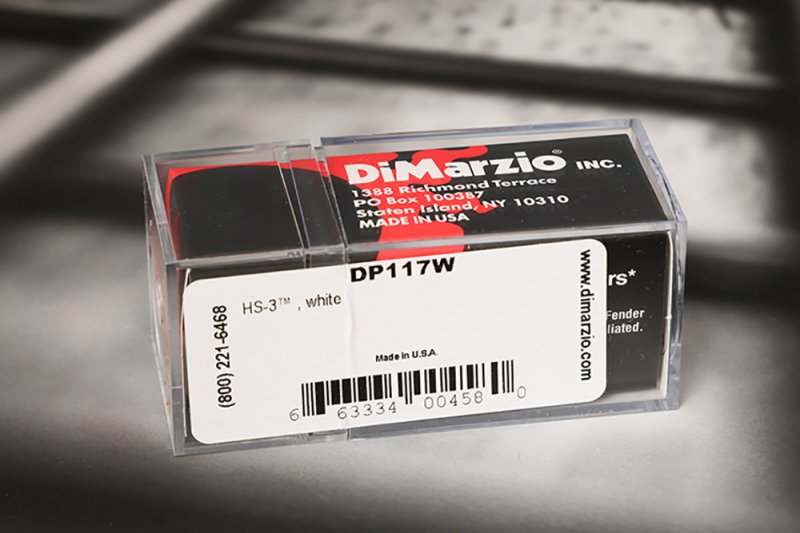 DiMarzio® INC.
1388 Richmond Terrace
PO Box 100387
Staten Island, NY 10310
MADE IN USA
DP117W
HS-3™ , white
(800) 221-6468
Made in U.S.A.
6 63334 00458 0
www.dimarzio.com
rs*
Fender
liated.